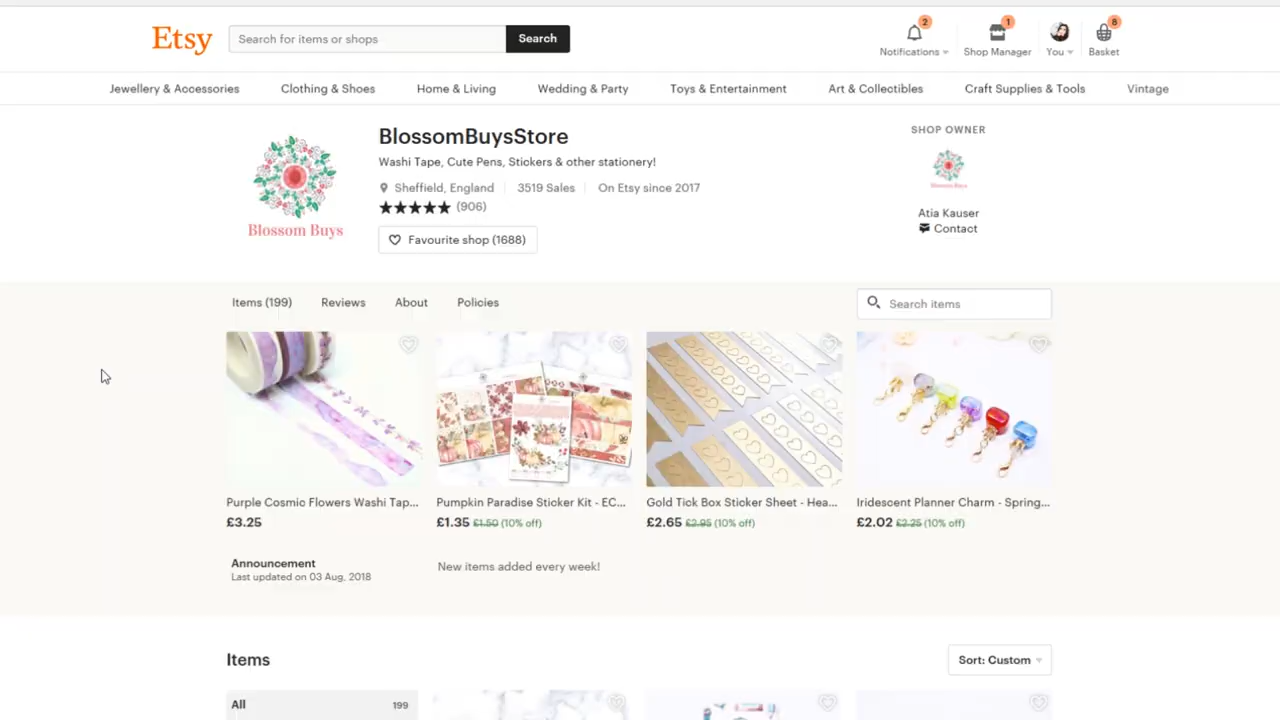 Etsy
Search for items or shops
Search
2
1
8
Notifications
Shop Manager
You
Basket
Jewellery & Accessories
Clothing & Shoes
Home & Living
Wedding & Party
Toys & Entertainment
Art & Collectibles
Craft Supplies & Tools
Vintage
Blossom Buys
BlossomBuysStore
Washi Tape, Cute Pens, Stickers & other stationery!
Sheffield, England
3519 Sales
On Etsy since 2017
(906)
Favourite shop (1688)
SHOP OWNER
Blossom Buys
Atia Kauser
Contact
Items (199)
Reviews
About
Policies
Search items
Purple Cosmic Flowers Washi Tap...
£3.25
Pumpkin Paradise Sticker Kit - EC...
£1.35 £1.50 (10% off)
Gold Tick Box Sticker Sheet - Hea...
£2.65 £2.95 (10% off)
Iridescent Planner Charm - Spring...
£2.02 £2.25 (10% off)
Announcement
Last updated on 03 Aug, 2018
New items added every week!
Items
Sort: Custom
All
199